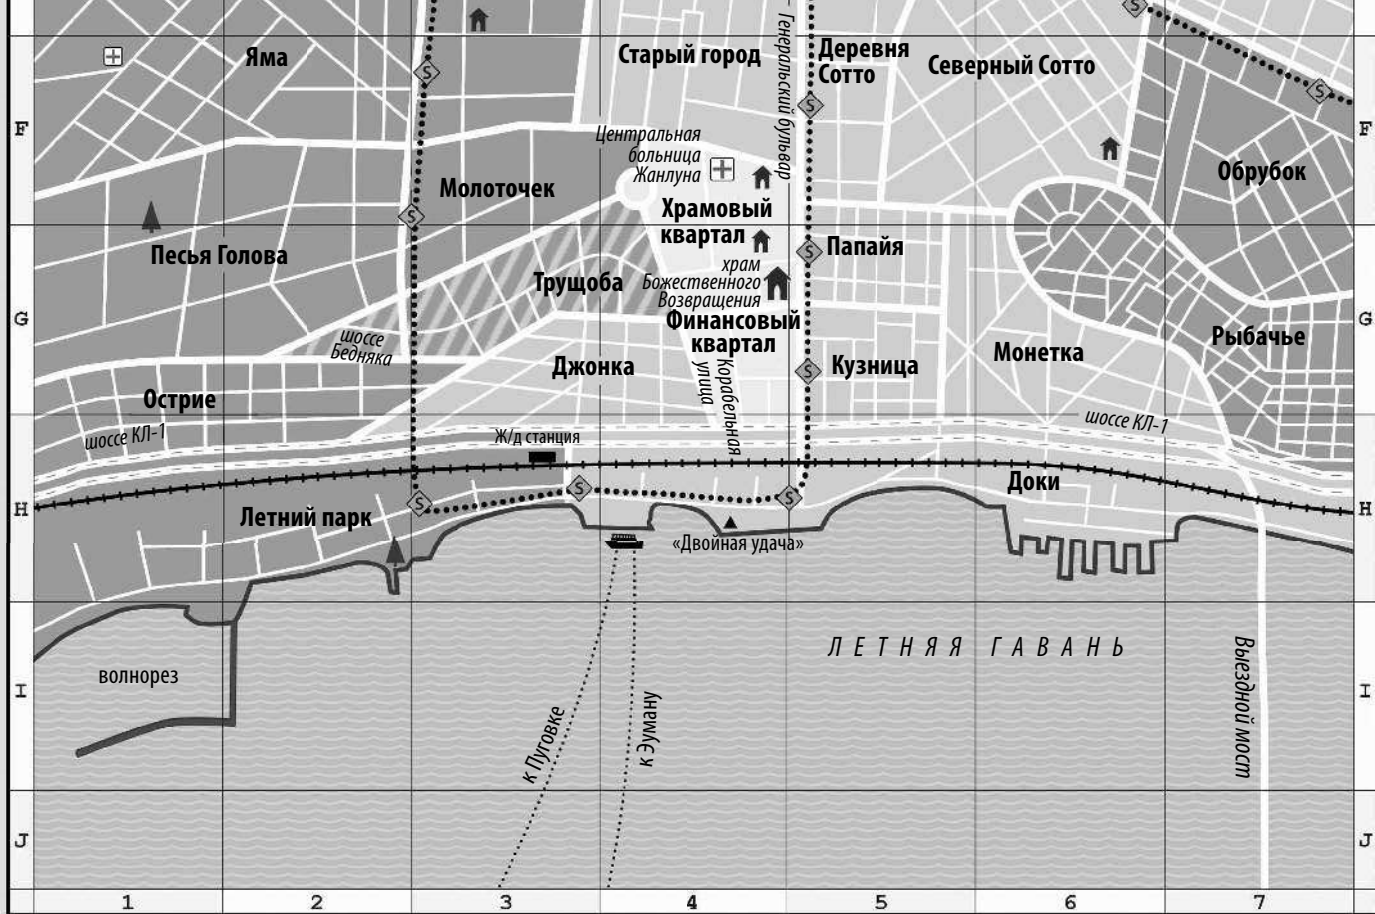 S
Яма
Старый город
Генеральский бульвар
Деревня
Сотто
Северный Сотто
S
S
S
F
Центральная
больница
Жанлуна
Обрубок
F
Молоточек
Храмовый
квартал
S
Песья Голова
Папайя
S
Трущоба
храм
Божественного
Возвращения
G
Финансовый
квартал
G
шоссе
Бедняка
Рыбачье
Джонка
Корабельная
улица
S
Кузница
Монетка
Острие
шоссе КЛ-1
Ж/д станция
шоссе КЛ-1
H
Летний парк
S
S
S
Доки
H
«Двойная удача»
ЛЕТНЯЯ ГАВАНЬ
волнорез
I
I
к Пуговке
к Эуману
Выездной мост
J
J
1 2 3 4 5 6 7